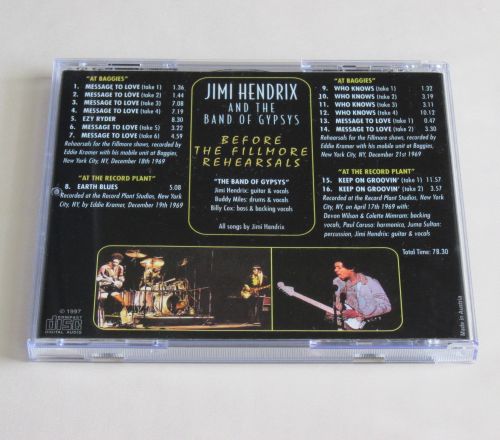 "AT BAGGIES"
1. MESSAGE TO LOVE (take 1) 1.36
2. MESSAGE TO LOVE (take 2) 1.44
3. MESSAGE TO LOVE (take 3) 7.08
4. MESSAGE TO LOVE (take 4) 7.19
5. EZY RYDER 8.30
6. MESSAGE TO LOVE (take 5) 3.22
7. MESSAGE TO LOVE (take 6) 4.59
Rehearsals for the Fillmore shows, recorded by
Eddie Kramer with his mobile unit at Baggies,
New York City, NY, December 18th 1969
"AT THE RECORD PLANT"
8. EARTH BLUES 5.08
Recorded at the Record Plant Studios, New York
City, NY, by Eddie Kramer, December 19th 1969
JIMI HENDRIX
AND THE
BAND OF GYPSYS
BEFORE
THE FILLMORE
REHEARSALS
"THE BAND OF GYPSYS"
Jimi Hendrix: guitar & vocals
Buddy Miles: drums & vocals
Billy Cox: bass & backing vocals
All songs by Jimi Hendrix
"AT BAGGIES"
9. WHO KNOWS (take 1) 1.32
10. WHO KNOWS (take 2) 3.19
11. WHO KNOWS (take 3) 3.11
12. WHO KNOWS (take 4) 10.12
13. MESSAGE TO LOVE (take 1) 0.47
14. MESSAGE TO LOVE (take 2) 3.30
Rehearsals for the Fillmore shows, recorded by
Eddie Kramer with his mobile unit at Baggies,
New York City, NY, December 21st 1969
"AT THE RECORD PLANT"
15. KEEP ON GROOVIN' (take 1) 11.57
16. KEEP ON GROOVIN' (take 2) 3.57
Recorded at the Record Plant Studios, New York
City, NY, on April 17th 1969 with:
Devon Wilson & Colette Mimram: backing
vocals, Paul Caruso: harmonica, Juma Sultan:
percussion, Jimi Hendrix: guitar & vocals
Total Time: 78.30
© 1997
COMPACT
disc
DIGITAL AUDIO
Made in Austria